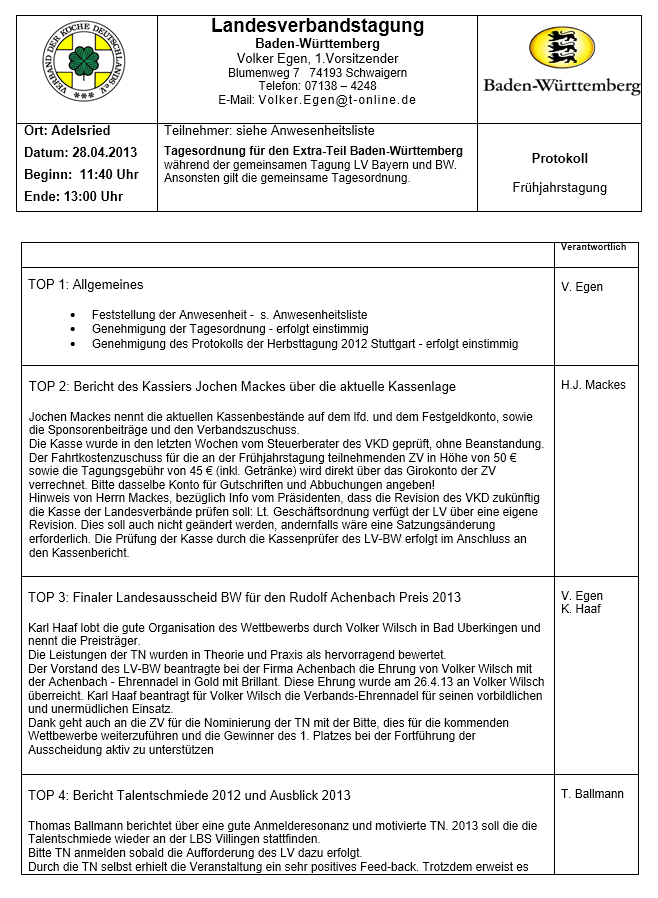 VERBAND DER KÖCHE DEUTSCHLANDS e.V.
Landesverbandstagung
Baden-Württemberg
Volker Egen, 1.Vorsitzender
Blumenweg 7   74193 Schwaigern
Telefon: 07138 – 4248
E-Mail: Volker.Egen@t-online.de
Baden-Württemberg
Ort: Adelsried
Datum: 28.04.2013
Beginn:  11:40 Uhr
Ende: 13:00 Uhr
Teilnehmer: siehe Anwesenheitsliste
Tagesordnung für den Extra-Teil Baden-Württemberg
während der gemeinsamen Tagung LV Bayern und BW.
Ansonsten gilt die gemeinsame Tagesordnung.
Protokoll
Frühjahrstagung
Verantwortlich
TOP 1: Allgemeines
V. Egen
• Feststellung der Anwesenheit -  s. Anwesenheitsliste
• Genehmigung der Tagesordnung - erfolgt einstimmig
• Genehmigung des Protokolls der Herbsttagung 2012 Stuttgart - erfolgt einstimmig
TOP 2: Bericht des Kassiers Jochen Mackes über die aktuelle Kassenlage
H.J. Mackes
Jochen Mackes nennt die aktuellen Kassenbestände auf dem lfd. und dem Festgeldkonto, sowie
die Sponsorenbeiträge und den Verbandszuschuss.
Die Kasse wurde in den letzten Wochen vom Steuerberater des VKD geprüft, ohne Beanstandung.
Der Fahrtkostenzuschuss für die an der Frühjahrstagung teilnehmenden ZV in Höhe von 50 €
sowie die Tagungsgebühr von 45 € (inkl. Getränke) wird direkt über das Girokonto der ZV
verrechnet. Bitte dasselbe Konto für Gutschriften und Abbuchungen angeben!
Hinweis von Herrn Mackes, bezüglich Info vom Präsidenten, dass die Revision des VKD zukünftig
die Kasse der Landesverbände prüfen soll: Lt. Geschäftsordnung verfügt der LV über eine eigene
Revision. Dies soll auch nicht geändert werden, andernfalls wäre eine Satzungsänderung
erforderlich. Die Prüfung der Kasse durch die Kassenprüfer des LV-BW erfolgt im Anschluss an
den Kassenbericht.
TOP 3: Finaler Landesausscheid BW für den Rudolf Achenbach Preis 2013
V. Egen
K. Haaf
Karl Haaf lobt die gute Organisation des Wettbewerbs durch Volker Wilsch in Bad Uberkingen und
nennt die Preisträger.
Die Leistungen der TN wurden in Theorie und Praxis als hervorragend bewertet.
Der Vorstand des LV-BW beantragte bei der Firma Achenbach die Ehrung von Volker Wilsch mit
der Achenbach - Ehrennadel in Gold mit Brillant. Diese Ehrung wurde am 26.4.13 an Volker Wilsch
überreicht. Karl Haaf beantragt für Volker Wilsch die Verbands-Ehrennadel für seinen vorbildlichen
und unermüdlichen Einsatz.
Dank geht auch an die ZV für die Nominierung der TN mit der Bitte, dies für die kommenden
Wettbewerbe weiterzuführen und die Gewinner des 1. Platzes bei der Fortführung der
Ausscheidung aktiv zu unterstützen
TOP 4: Bericht Talentschmiede 2012 und Ausblick 2013
T. Ballmann
Thomas Ballmann berichtet über eine gute Anmelderesonanz und motivierte TN. 2013 soll die die
Talentschmiede wieder an der LBS Villingen stattfinden.
Bitte TN anmelden sobald die Aufforderung des LV dazu erfolgt.
Durch die TN selbst erhielt die Veranstaltung ein sehr positives Feed-back. Trotzdem erweist es